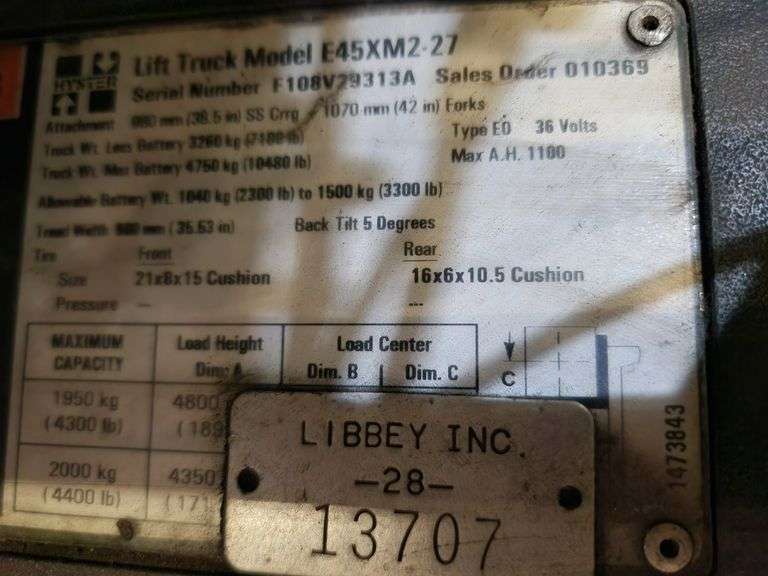 HYSTER
Lift Truck Model E45XM2-27
Serial Number F108V29313A Sales Order 010369
Attachment 980 mm (38.5 in) SS Crrg + 1070 mm (42 in) Forks
Truck Wt. Less Battery 3260 kg (7180 lb) Type EO 36 Volts
Truck Wt. Max Battery 4750 kg (10480 lb) Max A.H. 1100
Allowable Battery Wt. 1040 kg (2300 lb) to 1500 kg (3300 lb)
Tread Width 900 mm (35.53 in) Back Tilt 5 Degrees
Tire Front Rear
Size 21x8x15 Cushion 16x6x10.5 Cushion
Pressure --- ---
MAXIMUM CAPACITY Load Height Dim. A Load Center Dim. B Dim. C
C
1950 kg 4800
(4300 lb) (189
2000 kg 4350
(4400 lb) (171
LIBBEY INC.
-28-
13707
1473843